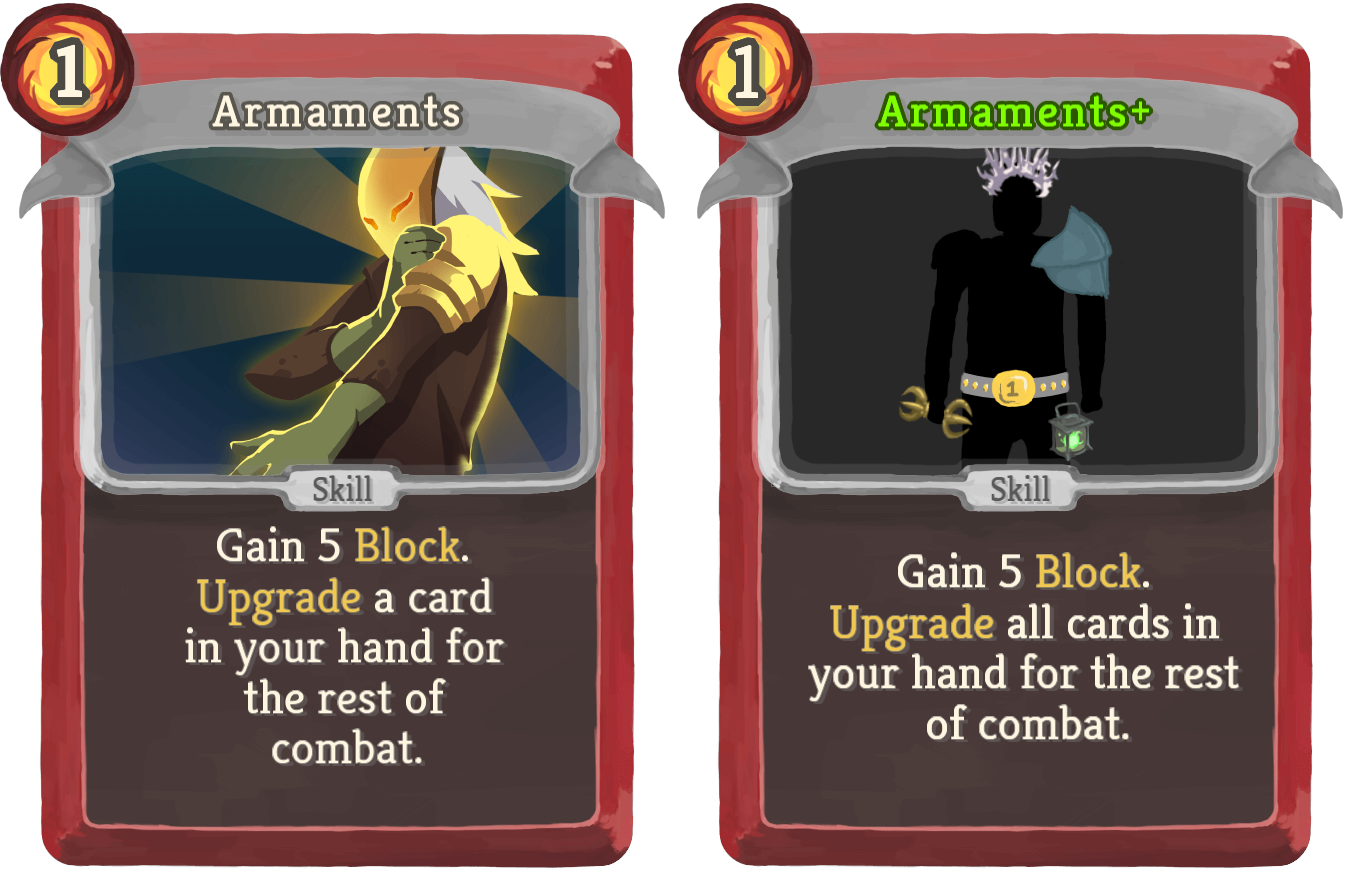 1
Armaments
Skill
Gain 5 Block.
Upgrade a card
in your hand for
the rest of
combat.
1
Armaments+
1
Skill
Gain 5 Block.
Upgrade all cards in
your hand for the rest
of combat.